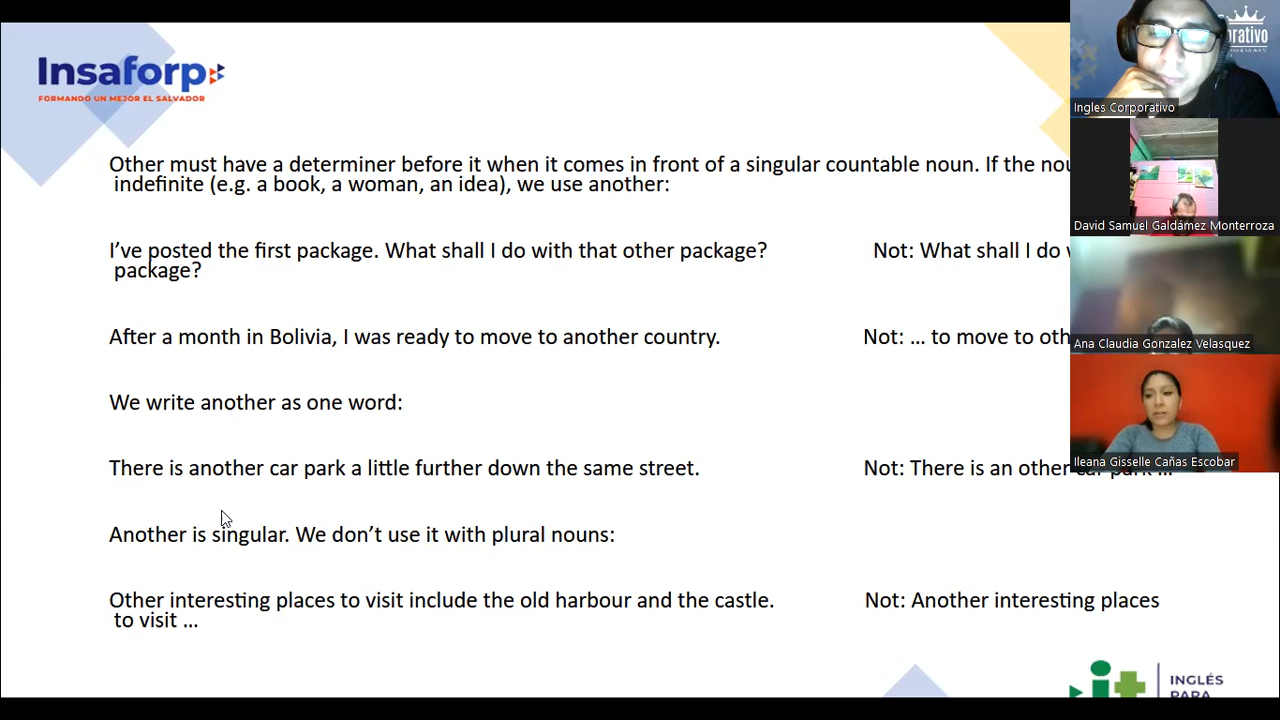 Insaforp
FORMANDO UN MEJOR EL SALVADOR
Other must have a determiner before it when it comes in front of a singular countable noun. If the
indefinite (e.g. a book, a woman, an idea), we use another:
I've posted the first package. What shall I do with that other package? Not: What shall I do
package?
After a month in Bolivia, I was ready to move to another country. Not: … to move to
We write another as one word:
There is another car park a little further down the same street. Not: There is an other car park ...
Another is singular. We don't use it with plural nouns:
Other interesting places to visit include the old harbour and the castle. Not: Another interesting places
to visit …
Ingles Corporativo
David Samuel Galdámez Monterroza
Ana Claudia Gonzalez Velasquez
Ileana Gisselle Cañas Escobar
INGLÉS
PARA